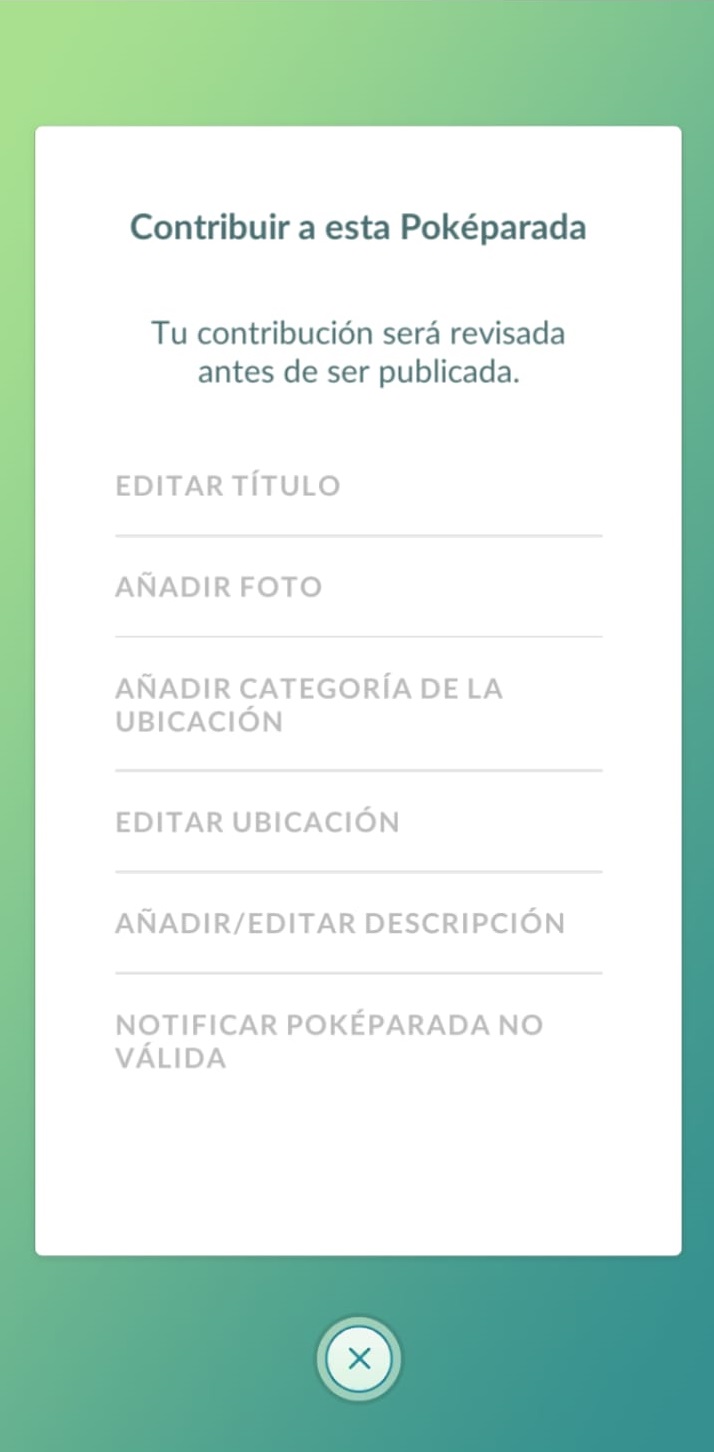 Contribuir a esta Poképarada
Tu contribución será revisada
antes de ser publicada.
EDITAR TÍTULO
AÑADIR FOTO
AÑADIR CATEGORÍA DE LA
UBICACIÓN
EDITAR UBICACIÓN
AÑADIR/EDITAR DESCRIPCIÓN
NOTIFICAR POKÉPARADA NO
VÁLIDA